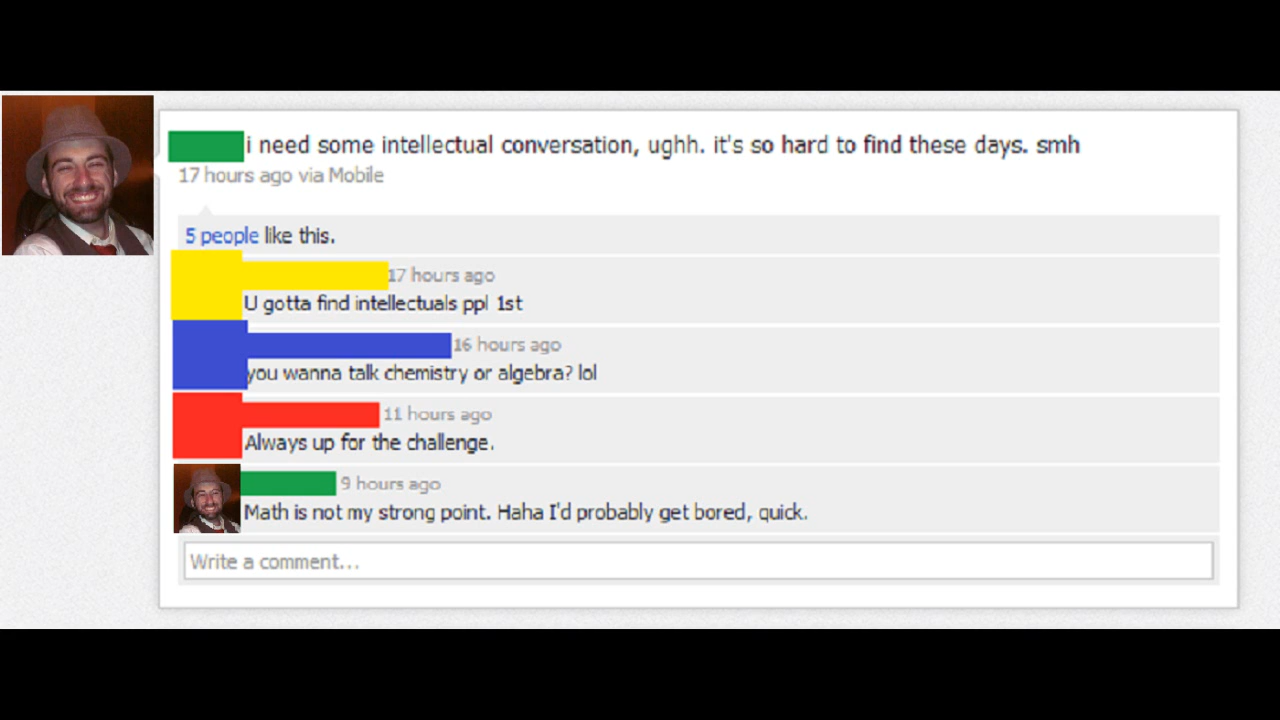 i need some intellectual conversation, ughh. it's so hard to find these days. smh
17 hours ago via Mobile
5 people like this.
17 hours ago
U gotta find intellectuals ppl 1st
16 hours ago
you wanna talk chemistry or algebra? lol
11 hours ago
Always up for the challenge.
9 hours ago
Math is not my strong point. Haha I'd probably get bored, quick.
Write a comment...